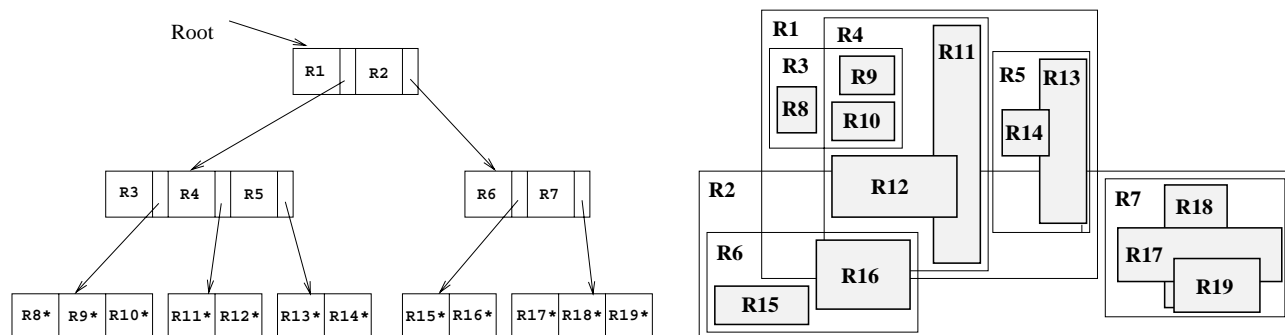 Root
R1 R2
R3 R4 R5
R6 R7
R8* R9* R10*
R11* R12*
R13* R14*
R15* R16*
R17* R18* R19*
R1
R4
R11
R3
R9
R5
R13
R8
R10
R14
R12
R2
R7
R18
R6
R17
R16
R19
R15